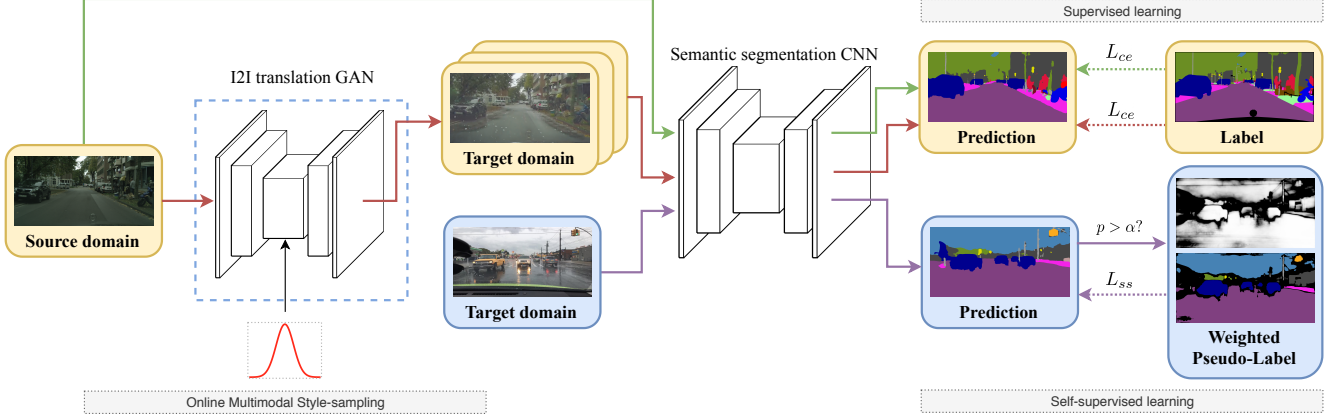 Supervised learning
I2I translation GAN
Semantic segmentation CNN
L_ce
L_ce
Source domain
Target domain
Target domain
Prediction
Label
Prediction
p > α?
L_ss
Weighted
Pseudo-Label
Online Multimodal Style-sampling
Self-supervised learning